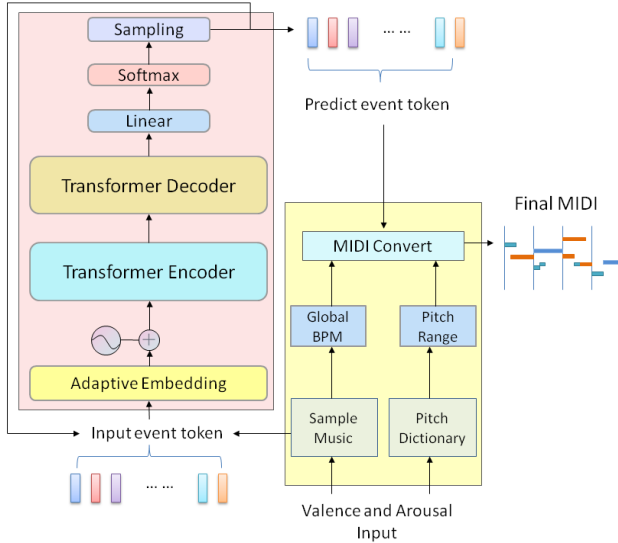 Sampling
Softmax
Linear
Transformer Decoder
Transformer Encoder
Adaptive Embedding
Input event token
... ...
... ...
Predict event token
MIDI Convert
Global
BPM
Pitch
Range
Sample
Music
Pitch
Dictionary
Valence and Arousal
Input
Final MIDI